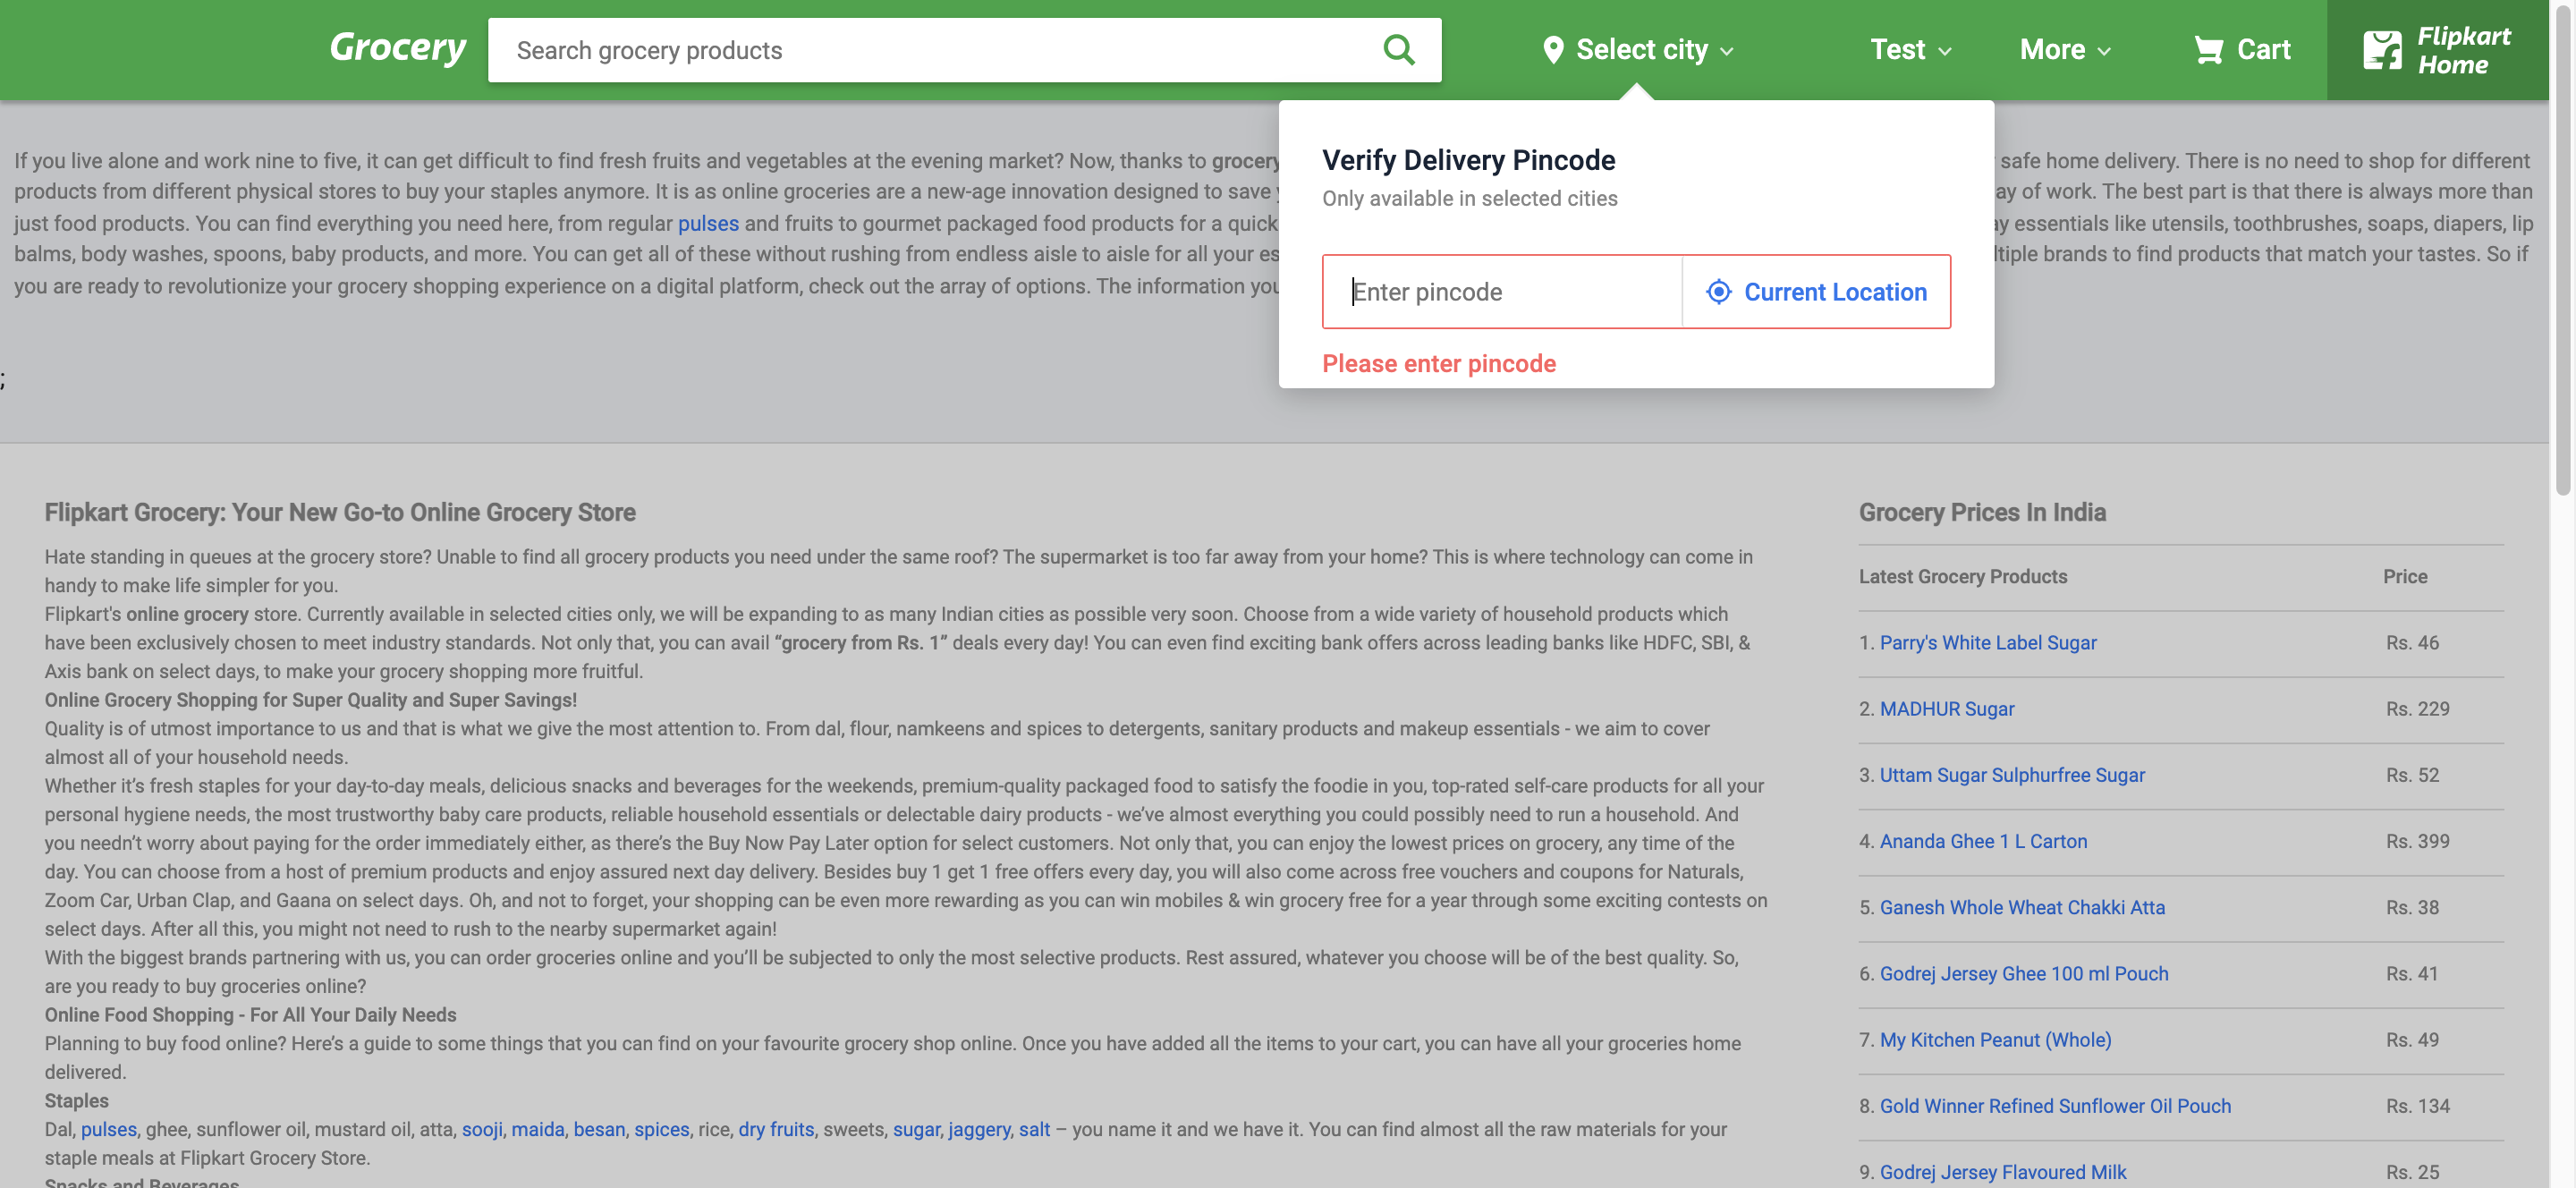 Grocery
Search grocery products
Select city
Test
More
Cart
Flipkart
Home
Verify Delivery Pincode
Only available in selected cities
Enter pincode
Current Location
Please enter pincode
If you live alone and work nine to five, it can get difficult to find fresh fruits and vegetables at the evening market? Now, thanks to grocery safe home delivery. There is no need to shop for different
products from different physical stores to buy your staples anymore. It is as online groceries are a new-age innovation designed to save ay of work. The best part is that there is always more than
just food products. You can find everything you need here, from regular pulses and fruits to gourmet packaged food products for a quick ay essentials like utensils, toothbrushes, soaps, diapers, lip
balms, body washes, spoons, baby products, and more. You can get all of these without rushing from endless aisle to aisle for all your es ltiple brands to find products that match your tastes. So if
you are ready to revolutionize your grocery shopping experience on a digital platform, check out the array of options. The information you
;
Flipkart Grocery: Your New Go-to Online Grocery Store
Hate standing in queues at the grocery store? Unable to find all grocery products you need under the same roof? The supermarket is too far away from your home? This is where technology can come in
handy to make life simpler for you.
Flipkart's online grocery store. Currently available in selected cities only, we will be expanding to as many Indian cities as possible very soon. Choose from a wide variety of household products which
have been exclusively chosen to meet industry standards. Not only that, you can avail “grocery from Rs. 1” deals every day! You can even find exciting bank offers across leading banks like HDFC, SBI, &
Axis bank on select days, to make your grocery shopping more fruitful.
Online Grocery Shopping for Super Quality and Super Savings!
Quality is of utmost importance to us and that is what we give the most attention to. From dal, flour, namkeens and spices to detergents, sanitary products and makeup essentials - we aim to cover
almost all of your household needs.
Whether it’s fresh staples for your day-to-day meals, delicious snacks and beverages for the weekends, premium-quality packaged food to satisfy the foodie in you, top-rated self-care products for all your
personal hygiene needs, the most trustworthy baby care products, reliable household essentials or delectable dairy products - we’ve almost everything you could possibly need to run a household. And
you needn’t worry about paying for the order immediately either, as there’s the Buy Now Pay Later option for select customers. Not only that, you can enjoy the lowest prices on grocery, any time of the
day. You can choose from a host of premium products and enjoy assured next day delivery. Besides buy 1 get 1 free offers every day, you will also come across free vouchers and coupons for Naturals,
Zoom Car, Urban Clap, and Gaana on select days. Oh, and not to forget, your shopping can be even more rewarding as you can win mobiles & win grocery free for a year through some exciting contests on
select days. After all this, you might not need to rush to the nearby supermarket again!
With the biggest brands partnering with us, you can order groceries online and you’ll be subjected to only the most selective products. Rest assured, whatever you choose will be of the best quality. So,
are you ready to buy groceries online?
Online Food Shopping - For All Your Daily Needs
Planning to buy food online? Here’s a guide to some things that you can find on your favourite grocery shop online. Once you have added all the items to your cart, you can have all your groceries home
delivered.
Staples
Dal, pulses, ghee, sunflower oil, mustard oil, atta, sooji, maida, besan, spices, rice, dry fruits, sweets, sugar, jaggery, salt – you name it and we have it. You can find almost all the raw materials for your
staple meals at Flipkart Grocery Store.
Snacks and Beverages
Grocery Prices In India
Latest Grocery Products Price
1. Parry's White Label Sugar Rs. 46
2. MADHUR Sugar Rs. 229
3. Uttam Sugar Sulphurfree Sugar Rs. 52
4. Ananda Ghee 1 L Carton Rs. 399
5. Ganesh Whole Wheat Chakki Atta Rs. 38
6. Godrej Jersey Ghee 100 ml Pouch Rs. 41
7. My Kitchen Peanut (Whole) Rs. 49
8. Gold Winner Refined Sunflower Oil Pouch Rs. 134
9. Godrej Jersey Flavoured Milk Rs. 25